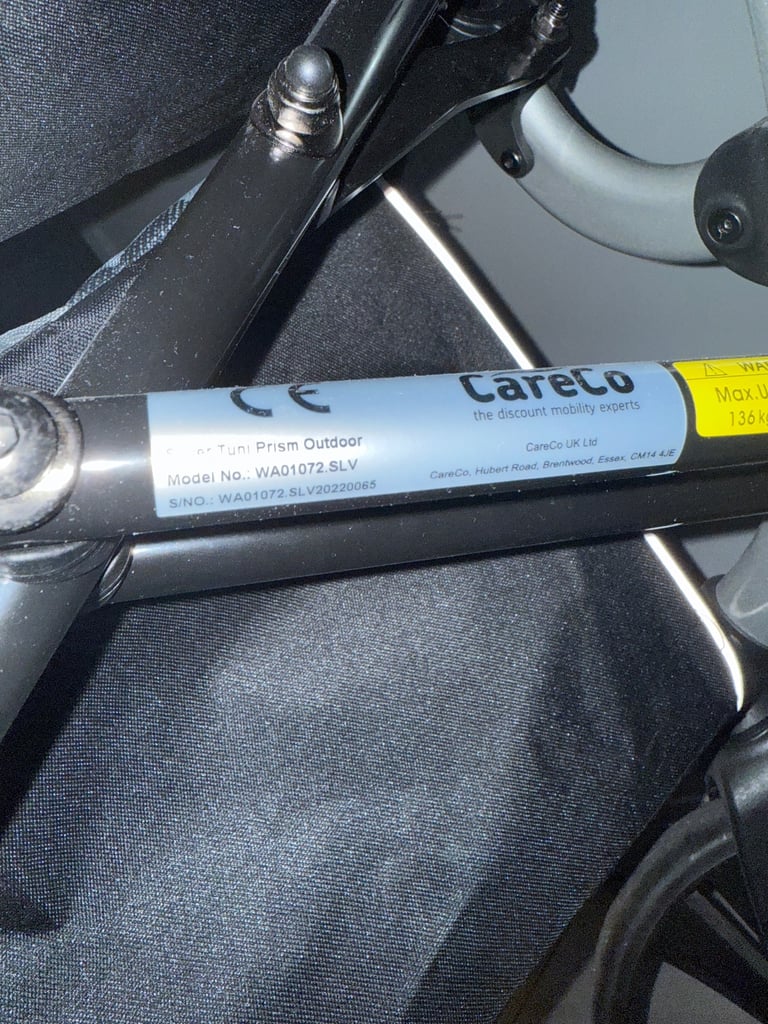 CE
CareCo
the discount mobility experts
Tuni Prism Outdoor
Model No.: WA01072.SLV
S/NO.: WA01072.SLV20220065
CareCo UK Ltd
CareCo, Hubert Road, Brentwood, Essex, CM14 4JE
Max.
136